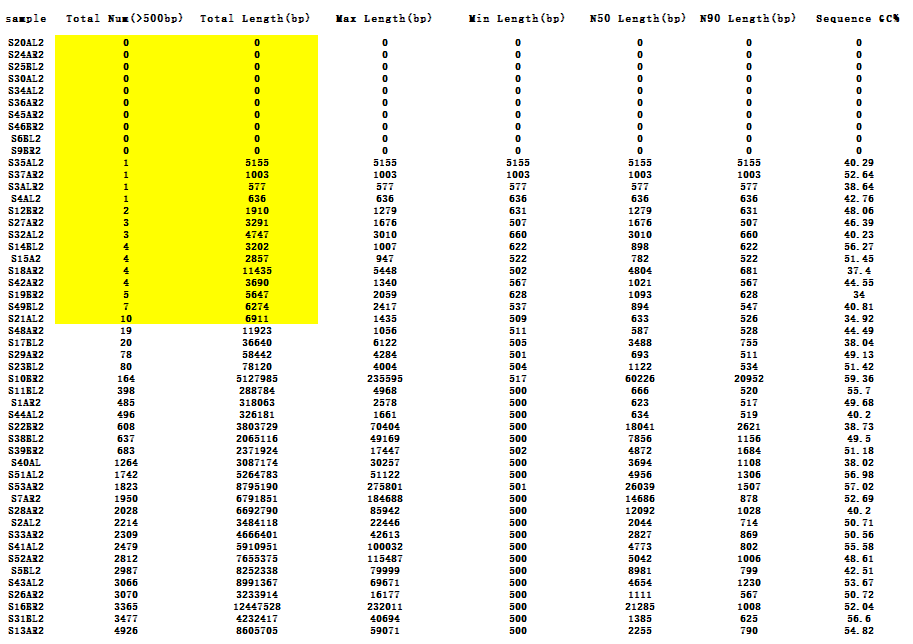 sample Total Num(>500bp) Total Length(bp) Max Length(bp) Min Length(bp) N50 Length(bp) N90 Length(bp) Sequence GC%
S20AL2 0 0 0 0 0 0 0
S24AR2 0 0 0 0 0 0 0
S25BL2 0 0 0 0 0 0 0
S30AL2 0 0 0 0 0 0 0
S34AL2 0 0 0 0 0 0 0
S36AR2 0 0 0 0 0 0 0
S45AR2 0 0 0 0 0 0 0
S46BR2 0 0 0 0 0 0 0
S6BL2 0 0 0 0 0 0 0
S9BR2 0 0 0 0 0 0 0
S35AL2 1 5155 5155 5155 5155 5155 40.29
S37AR2 1 1003 1003 1003 1003 1003 52.64
S3ALR2 1 577 577 577 577 577 38.64
S4AL2 1 636 636 636 636 636 42.76
S12BR2 2 1910 1279 631 1279 631 48.06
S27AR2 3 3291 1676 507 1676 507 46.39
S32AL2 3 4747 3010 660 3010 660 40.23
S14BL2 4 3202 1007 622 898 622 56.27
S15A2 4 2857 947 522 782 522 51.45
S18AR2 4 11435 5448 502 4804 681 37.4
S42AR2 4 3690 1340 567 1021 567 44.55
S19BR2 5 5647 2059 628 1093 628 34
S49BL2 7 6274 2417 537 894 547 40.81
S21AL2 10 6911 1435 509 633 526 34.92
S48AR2 19 11923 1056 511 587 528 44.49
S17BL2 20 36640 6122 505 3488 755 38.04
S29AR2 78 58442 4284 501 693 511 49.13
S23BL2 80 78120 4004 504 1122 534 51.42
S10BR2 164 5127985 235595 517 60226 20952 59.36
S11BL2 398 288784 4968 500 666 520 55.7
S1AR2 485 318063 2578 500 623 517 49.68
S44AL2 496 326181 1661 500 634 519 40.2
S22BR2 608 3803729 70404 500 18041 2621 38.73
S38BL2 637 2065116 49169 500 7856 1156 49.5
S39BR2 683 2371924 17447 502 4872 1684 51.18
S40AL 1264 3087174 30257 500 3694 1108 38.02
S51AL2 1742 5264783 51122 500 4956 1306 56.98
S53AR2 1823 8795190 275801 501 26039 1507 57.02
S7AR2 1950 6791851 184688 500 14686 878 52.69
S28AR2 2028 6692790 85942 500 12092 1028 40.2
S2AL2 2214 3484118 22446 500 2044 714 50.71
S33AR2 2309 4666401 42613 500 2827 869 50.56
S41AL2 2479 5910951 100032 500 4773 802 55.58
S52AR2 2812 7655375 115487 500 5042 1006 48.61
S5BL2 2987 8252338 79999 500 8981 799 42.51
S43AL2 3066 8991367 69671 500 4654 1230 53.67
S26AR2 3070 3233914 16177 500 1111 567 50.72
S16BR2 3365 12447528 232011 500 21285 1008 52.04
S31BL2 3477 4232417 40694 500 1385 625 56.6
S13AR2 4926 8605705 59071 500 2255 790 54.82